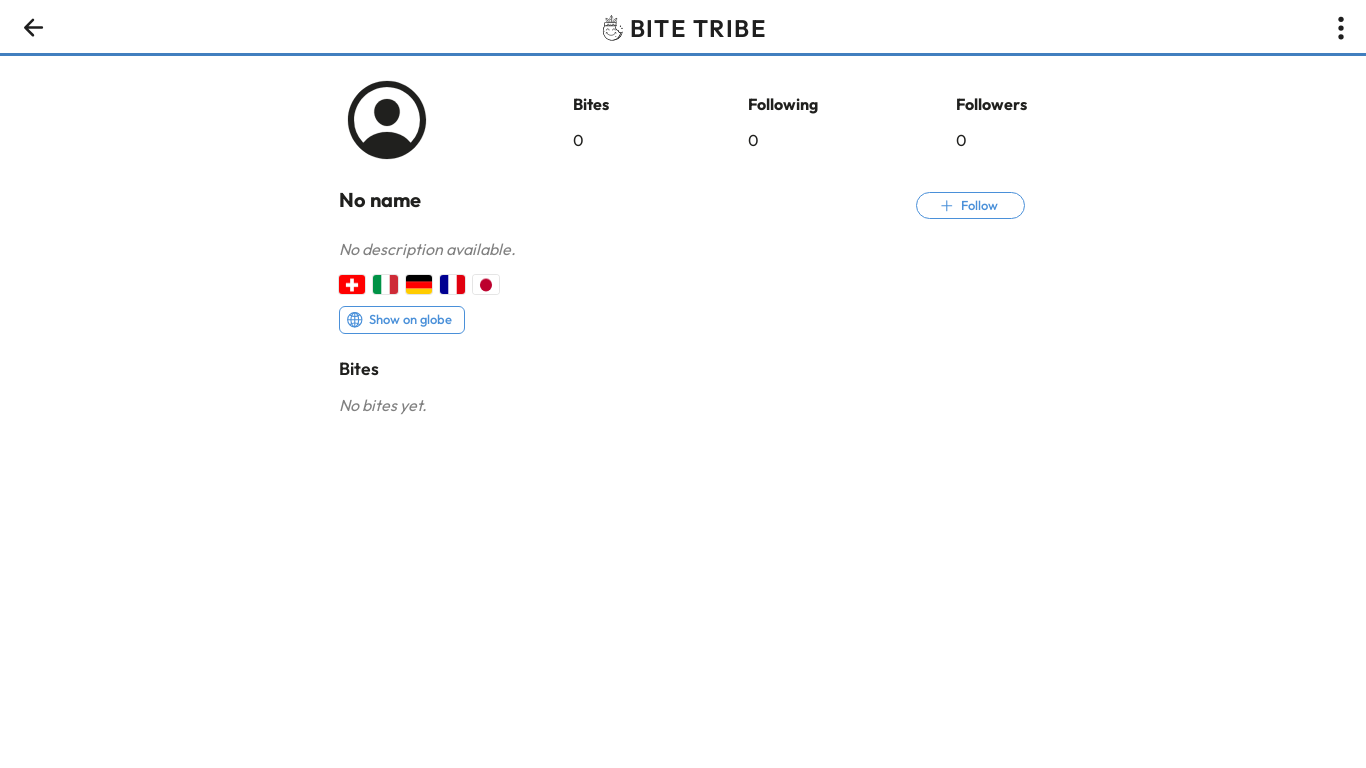 BITE TRIBE
Bites
Following
Followers
0
0
0
No name
Follow
No description available.
Show on globe
Bites
No bites yet.